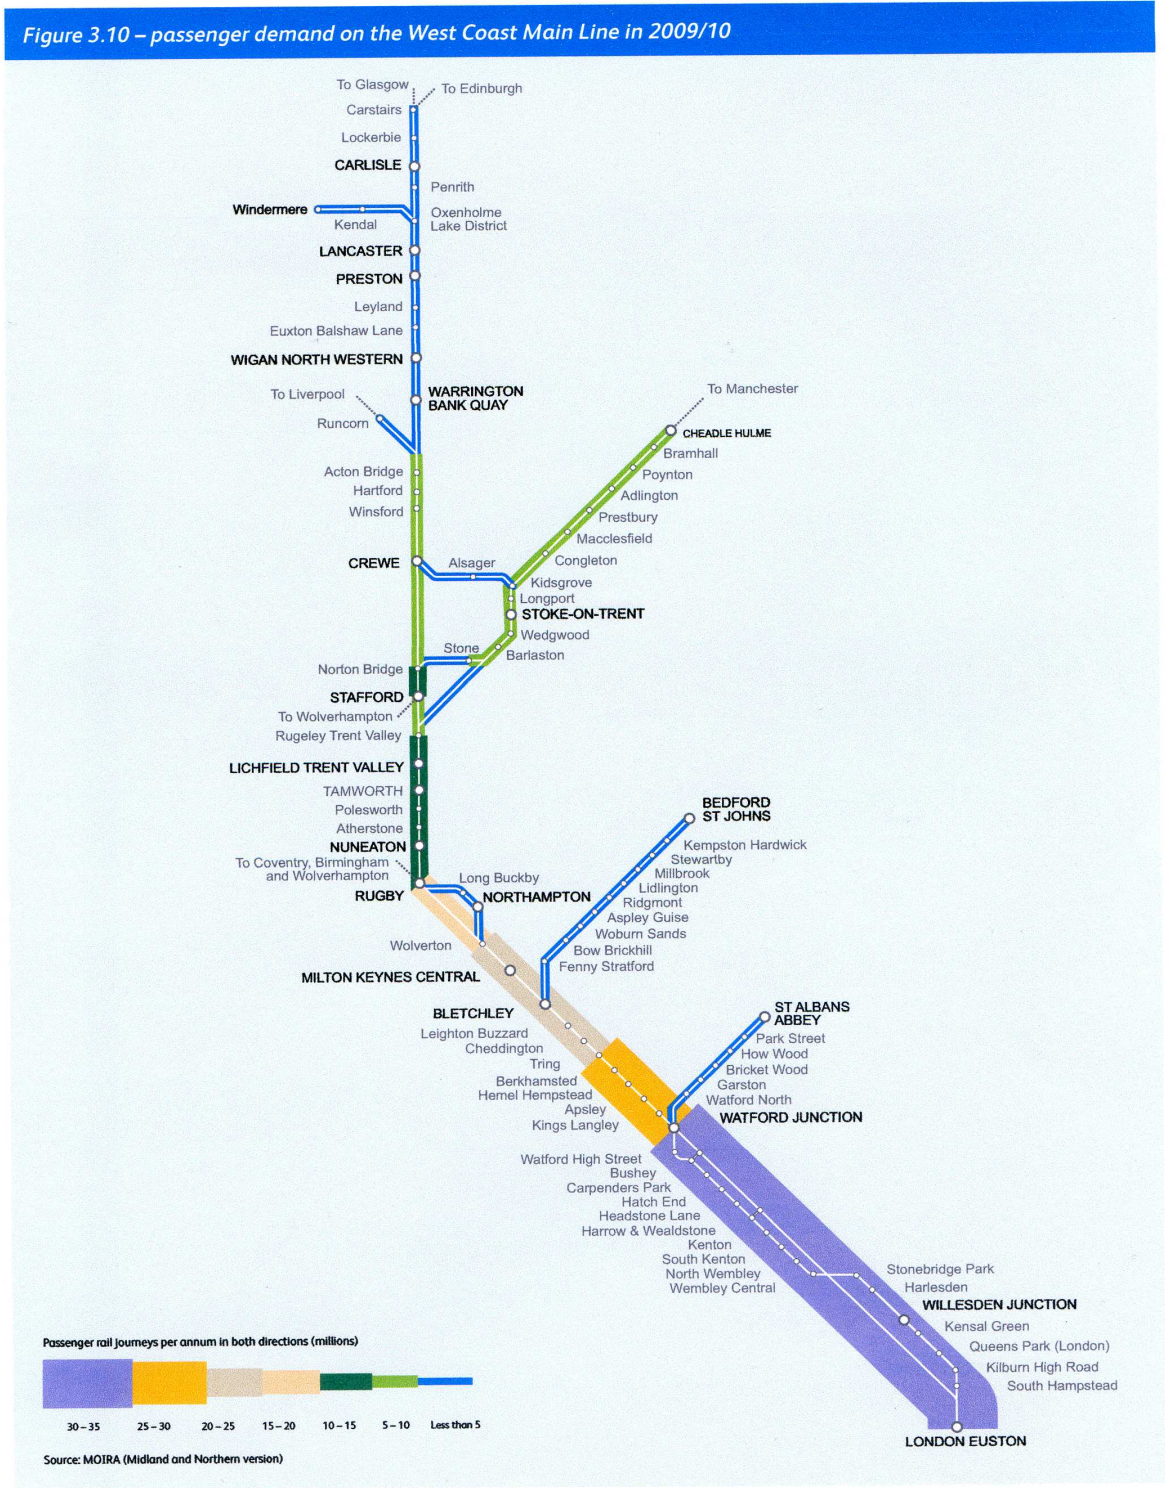 Figure 3.10 – passenger demand on the West Coast Main Line in 2009/10
To Glasgow
To Edinburgh
Carstairs
Lockerbie
CARLISLE
Penrith
Windermere
Kendal
Oxenholme
Lake District
LANCASTER
PRESTON
Leyland
Euxton Balshaw Lane
WIGAN NORTH WESTERN
WARRINGTON
BANK QUAY
To Liverpool
Runcorn
To Manchester
CHEADLE HULME
Bramhall
Poynton
Adlington
Prestbury
Macclesfield
Congleton
Kidsgrove
Longport
STOKE-ON-TRENT
Wedgwood
Barlaston
Acton Bridge
Hartford
Winsford
CREWE
Alsager
Stone
Norton Bridge
STAFFORD
To Wolverhampton
Rugeley Trent Valley
LICHFIELD TRENT VALLEY
TAMWORTH
Polesworth
Atherstone
NUNEATON
To Coventry, Birmingham
and Wolverhampton
RUGBY
Long Buckby
NORTHAMPTON
BEDFORD
ST JOHNS
Kempston Hardwick
Stewartby
Millbrook
Lidlington
Ridgmont
Aspley Guise
Woburn Sands
Bow Brickhill
Fenny Stratford
Wolverton
MILTON KEYNES CENTRAL
BLETCHLEY
Leighton Buzzard
Cheddington
Tring
Berkhamsted
Hemel Hempstead
Apsley
Kings Langley
ST ALBANS
ABBEY
Park Street
How Wood
Bricket Wood
Garston
Watford North
WATFORD JUNCTION
Watford High Street
Bushey
Carpenders Park
Hatch End
Headstone Lane
Harrow & Wealdstone
Kenton
South Kenton
North Wembley
Wembley Central
Stonebridge Park
Harlesden
WILLESDEN JUNCTION
Kensal Green
Queens Park (London)
Kilburn High Road
South Hampstead
LONDON EUSTON
Passenger rail journeys per annum in both directions (millions)
30 – 35 25 – 30 20 – 25 15 – 20 10 – 15 5 – 10 Less than 5
Source: MOIRA (Midland and Northern version)